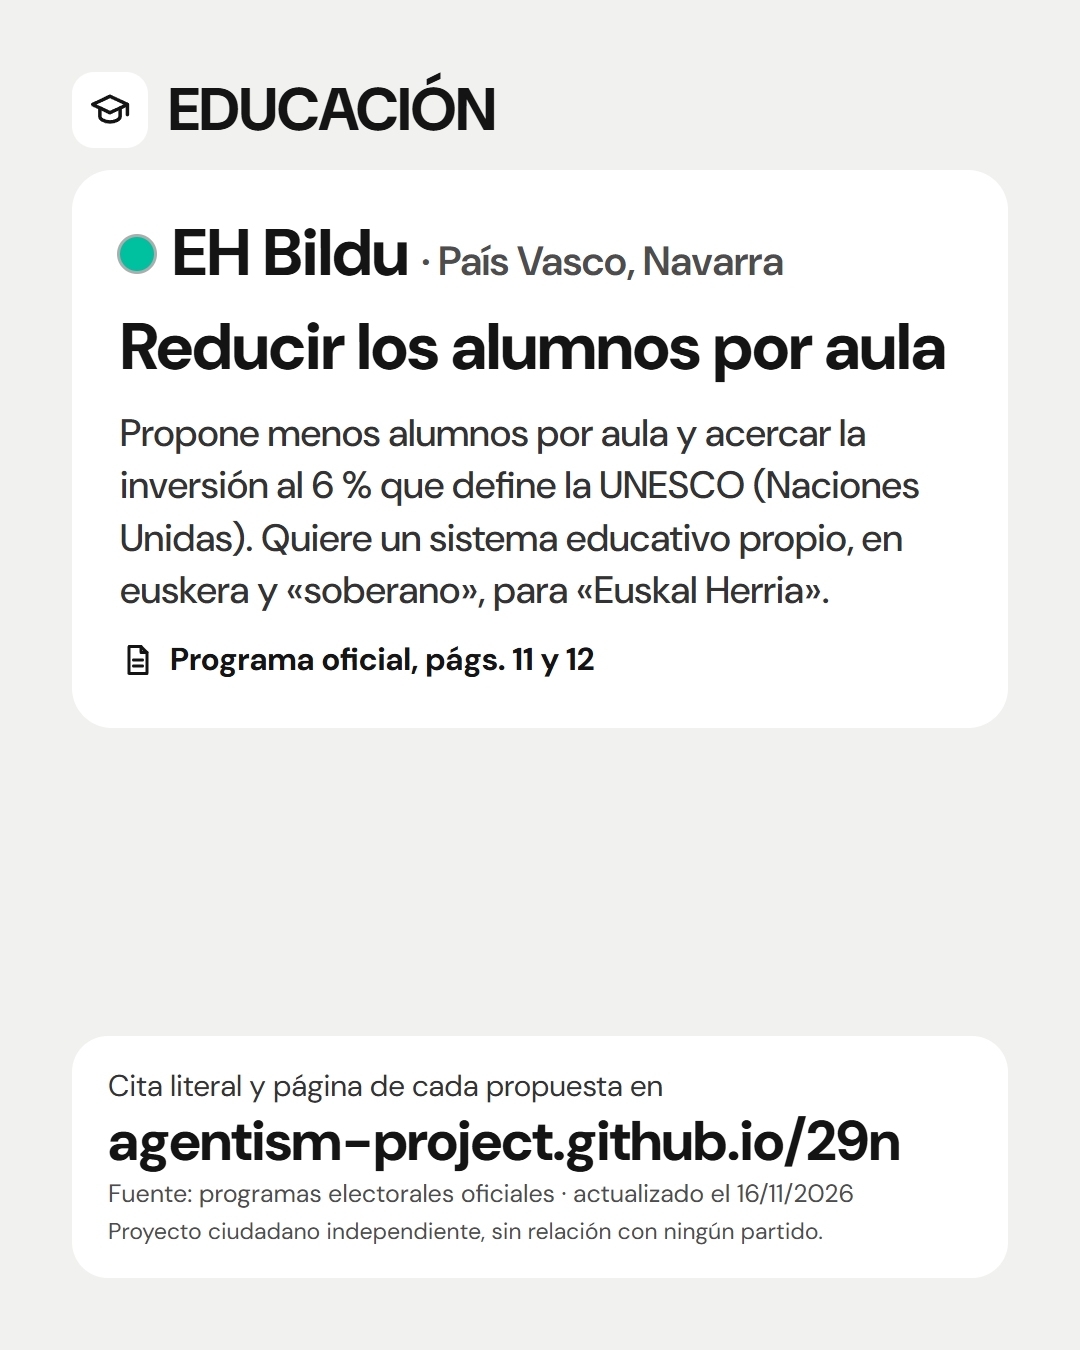 EDUCACIÓN
EH Bildu · País Vasco, Navarra
Reducir los alumnos por aula
Propone menos alumnos por aula y acercar la
inversión al 6 % que define la UNESCO (Naciones
Unidas). Quiere un sistema educativo propio, en
euskera y «soberano», para «Euskal Herria».
Programa oficial, págs. 11 y 12
Cita literal y página de cada propuesta en
agentism-project.github.io/29n
Fuente: programas electorales oficiales · actualizado el 16/11/2026
Proyecto ciudadano independiente, sin relación con ningún partido.